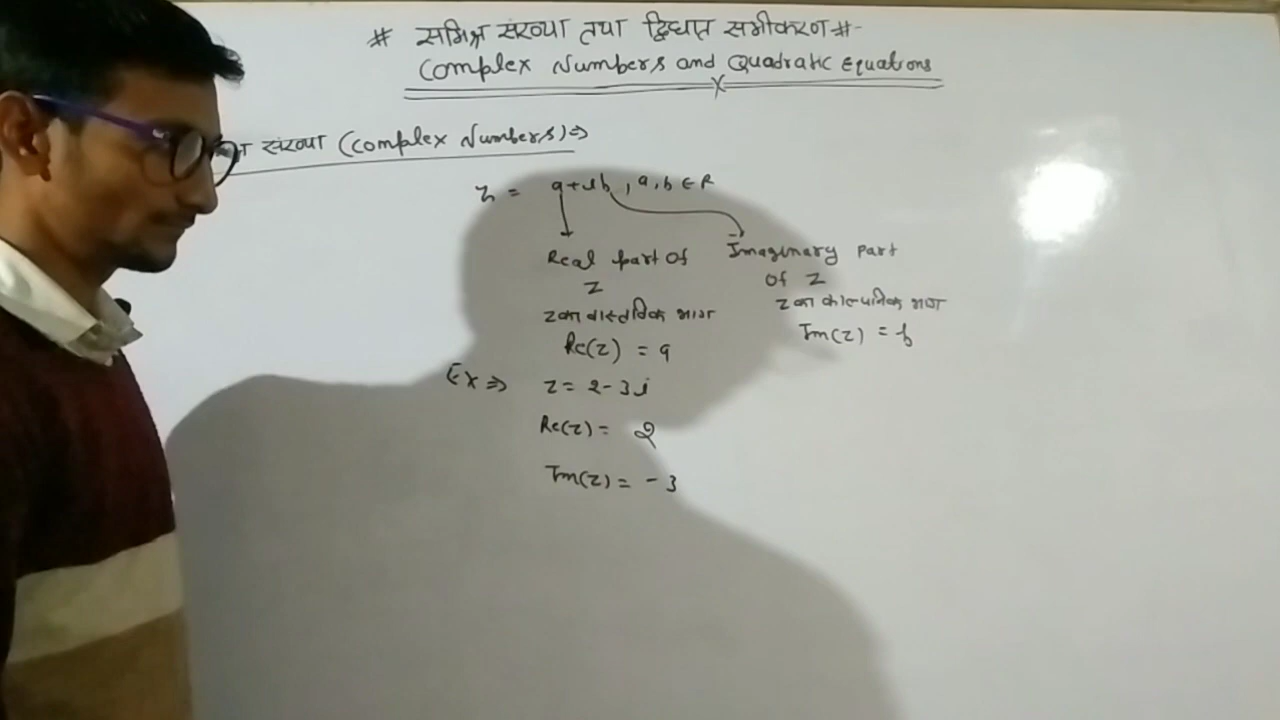 # समिश्र संख्या तथा द्विघात समीकरण #
Complex Numbers and Quadratic Equations
संख्या (Complex Numbers) ⇒
z = a+ib , a,b ∈ R
Real part of Imaginary part
z of z
z का वास्तविक भाग z का काल्पनिक भाग
Re(z) = a Im(z) = b
Ex ⇒ z = 2-3i
Re(z) = 2
Im(z) = -3